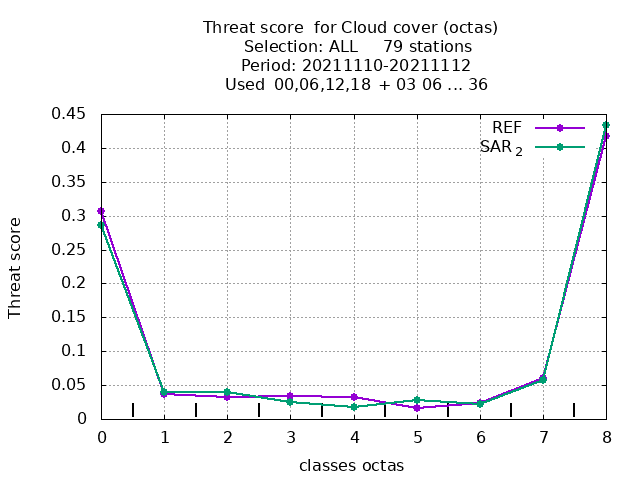 Threat score  for Cloud cover (octas)
Selection: ALL     79 stations
Period: 20211110-20211112
Used  00,06,12,18  + 03 06 ... 36
REF
SAR 2
0.45
0.4
0.35
0.3
0.25
0.2
0.15
0.1
0.05
0
Threat score
0 1 2 3 4 5 6 7 8
classes octas